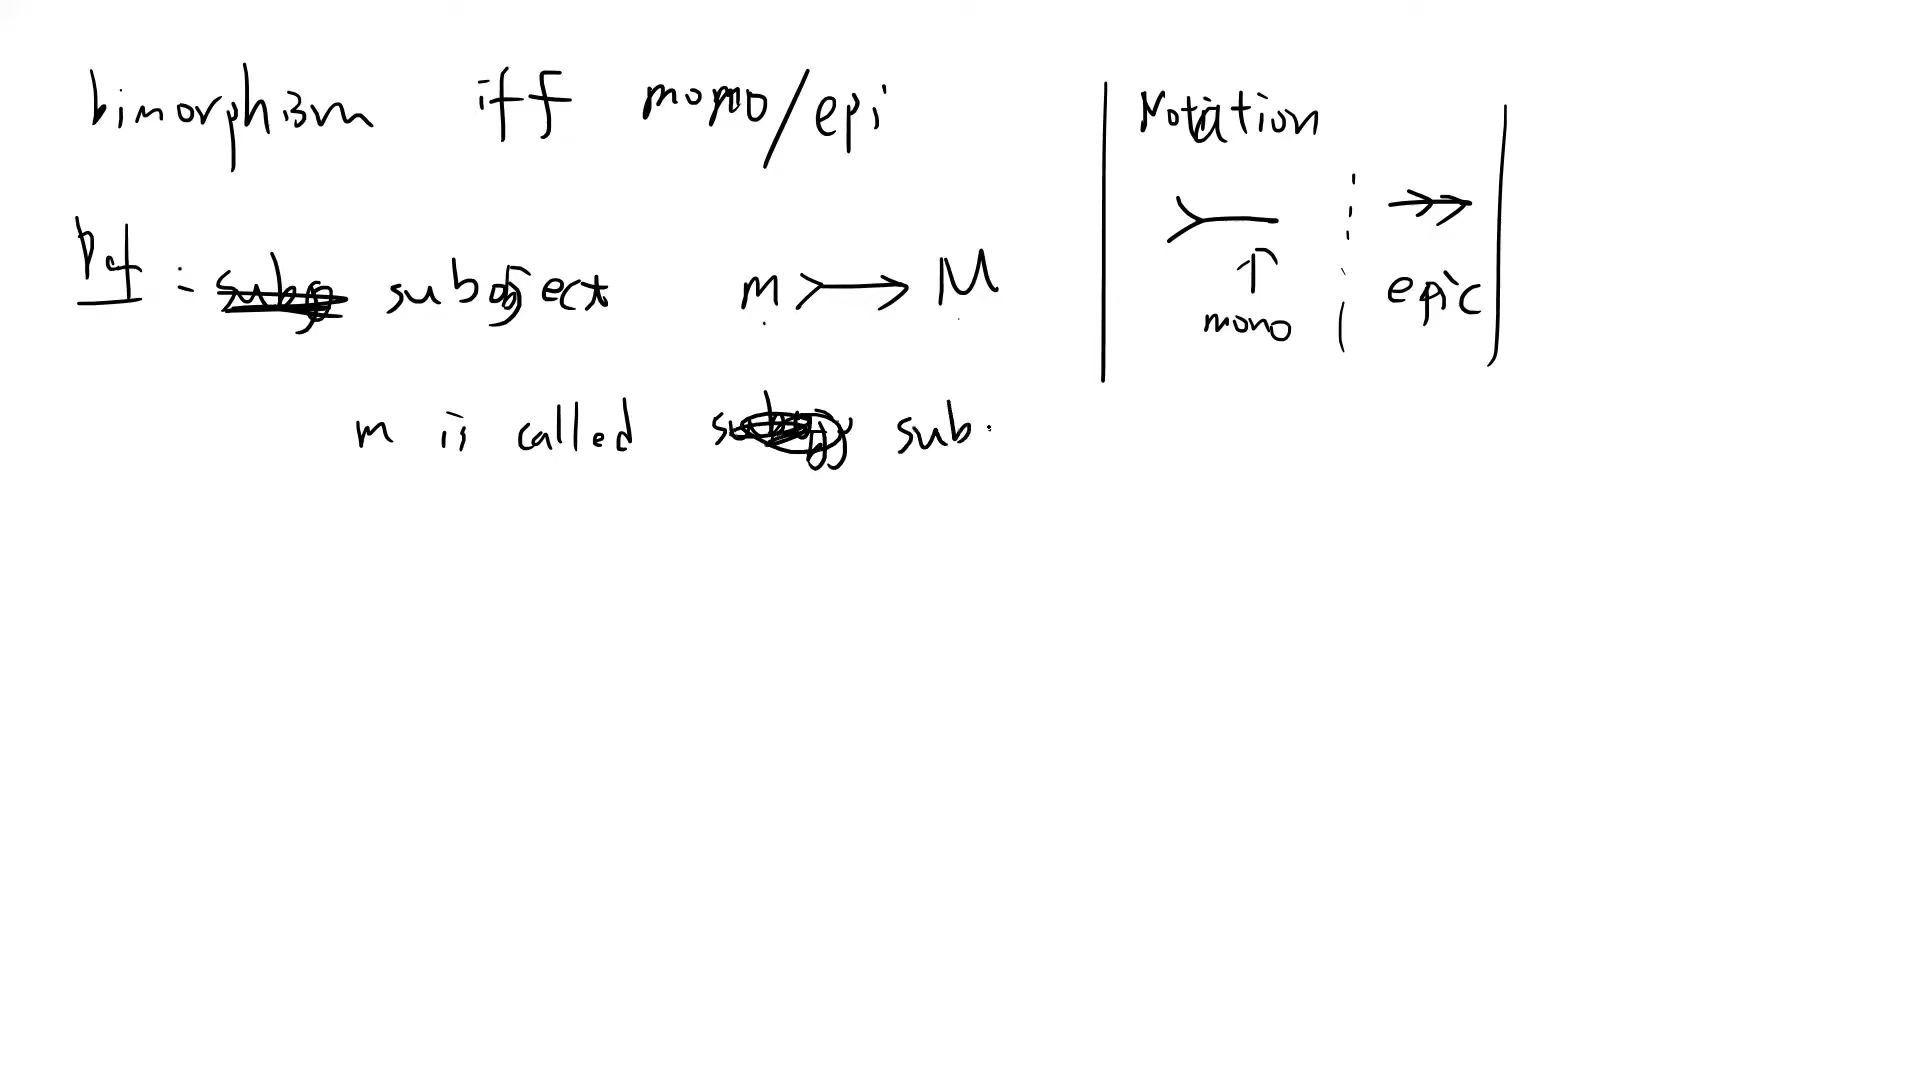 bimorphism iff mono/epi
Def: subobject m ↣ M
m is called sub.
Notation
mono
epic